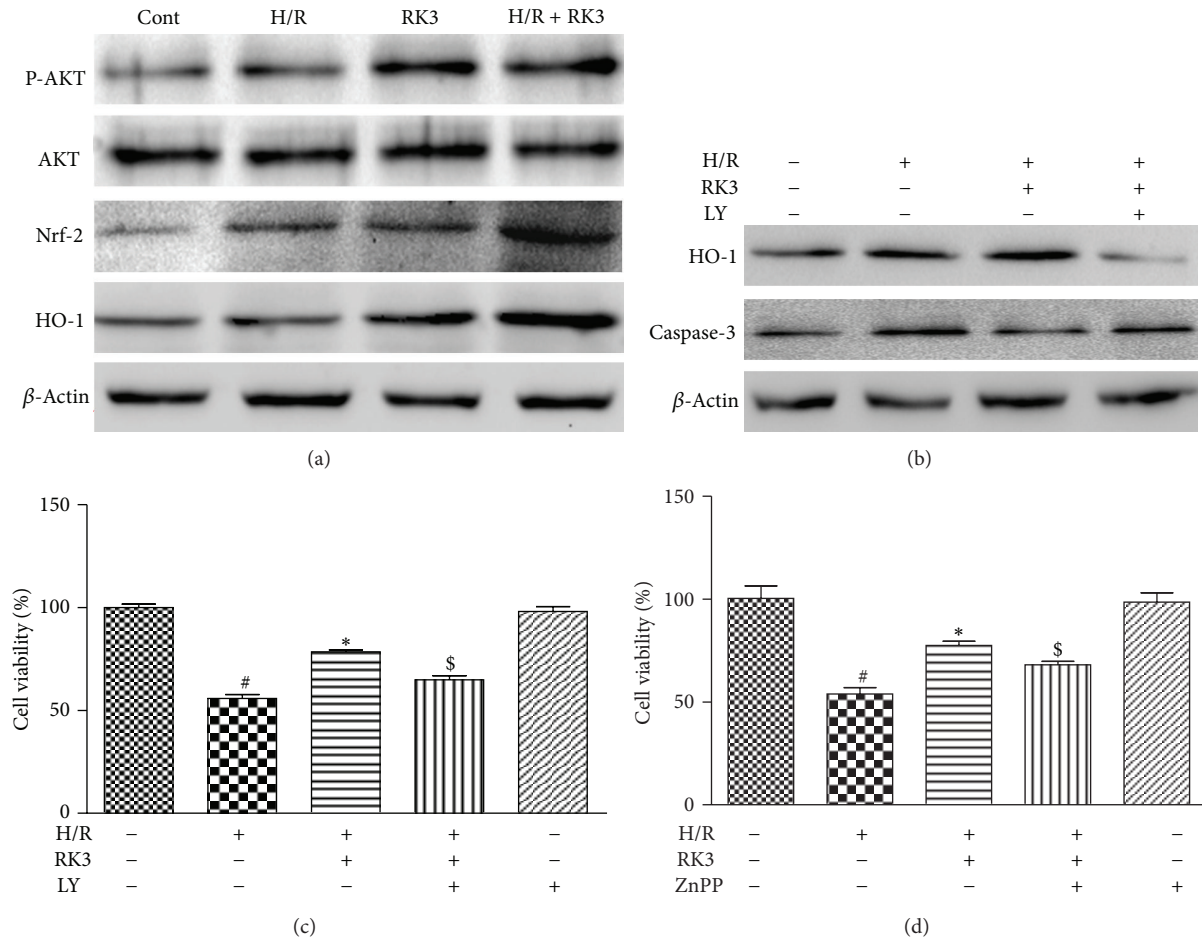 Cont H/R RK3 H/R + RK3
P-AKT
AKT
Nrf-2
HO-1
β-Actin
(a)
H/R − + + +
RK3 − − + +
LY − − − +
HO-1
Caspase-3
β-Actin
(b)
150
100
50
0
Cell viability (%)
# * $
H/R − + + + −
RK3 − − + + −
LY − − − + +
(c)
150
100
50
0
Cell viability (%)
# * $
H/R − + + + −
RK3 − − + + −
ZnPP − − − + +
(d)